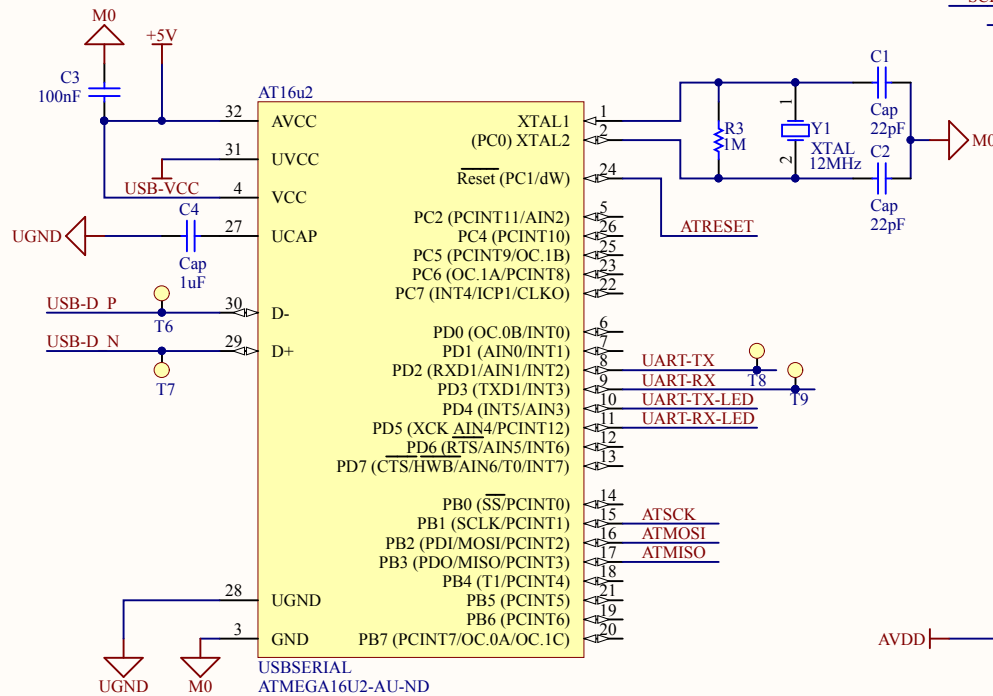 M0
+5V
C3
100nF
AT16u2
32
AVCC
31
UVCC
USB-VCC
4
VCC
C4
UGND
27
UCAP
Cap
1uF
USB-D_P
30
D-
T6
USB-D_N
29
D+
T7
28
UGND
3
GND
UGND
M0
USBSERIAL
ATMEGA16U2-AU-ND
XTAL1
1
(PC0) XTAL2
2
Reset (PC1/dW)
24
ATRESET
PC2 (PCINT11/AIN2)
5
PC4 (PCINT10)
26
PC5 (PCINT9/OC.1B)
25
PC6 (OC.1A/PCINT8)
23
PC7 (INT4/ICP1/CLKO)
22
PD0 (OC.0B/INT0)
6
PD1 (AIN0/INT1)
7
PD2 (RXD1/AIN1/INT2)
8
UART-TX
T8
PD3 (TXD1/INT3)
9
UART-RX
T9
PD4 (INT5/AIN3)
10
UART-TX-LED
PD5 (XCK AIN4/PCINT12)
11
UART-RX-LED
PD6 (RTS/AIN5/INT6)
12
PD7 (CTS/HWB/AIN6/T0/INT7)
13
PB0 (SS/PCINT0)
14
PB1 (SCLK/PCINT1)
15
ATSCK
PB2 (PDI/MOSI/PCINT2)
16
ATMOSI
PB3 (PDO/MISO/PCINT3)
17
ATMISO
PB4 (T1/PCINT4)
18
PB5 (PCINT5)
21
PB6 (PCINT6)
19
PB7 (PCINT7/OC.0A/OC.1C)
20
R3
1M
1
Y1
XTAL
12MHz
2
C1
Cap
22pF
C2
Cap
22pF
M0
AVDD